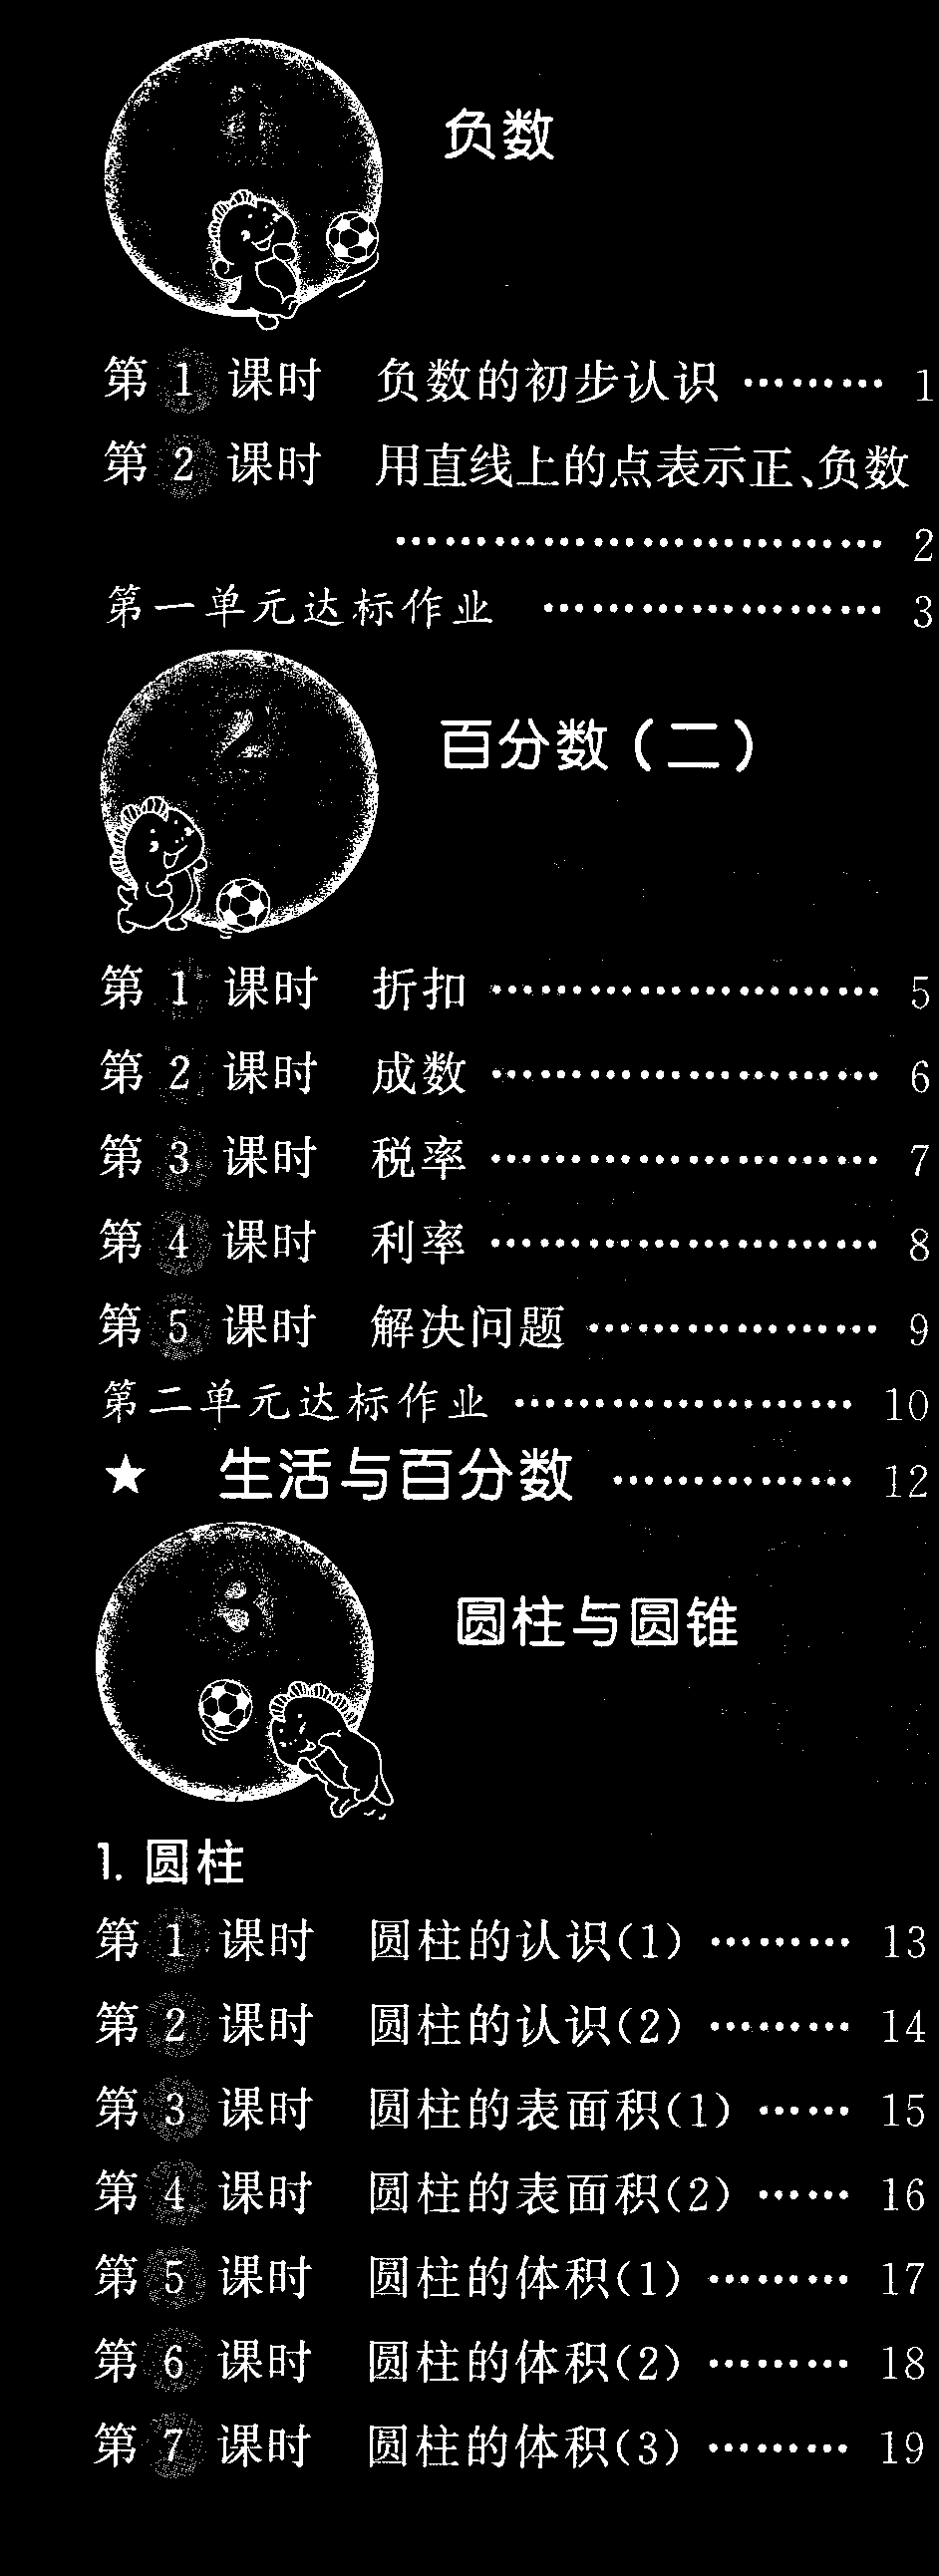 1
负数
第1课时 负数的初步认识 ……… 1
第2课时 用直线上的点表示正、负数
………………………… 2
第一单元达标作业 ………………… 3
2
百分数（二）
第1课时 折扣 …………………… 5
第2课时 成数 …………………… 6
第3课时 税率 …………………… 7
第4课时 利率 …………………… 8
第5课时 解决问题 ……………… 9
第二单元达标作业 ………………… 10
★ 生活与百分数 …………… 12
3
圆柱与圆锥
1. 圆柱
第1课时 圆柱的认识(1) ……… 13
第2课时 圆柱的认识(2) ……… 14
第3课时 圆柱的表面积(1) …… 15
第4课时 圆柱的表面积(2) …… 16
第5课时 圆柱的体积(1) ……… 17
第6课时 圆柱的体积(2) ……… 18
第7课时 圆柱的体积(3) ……… 19